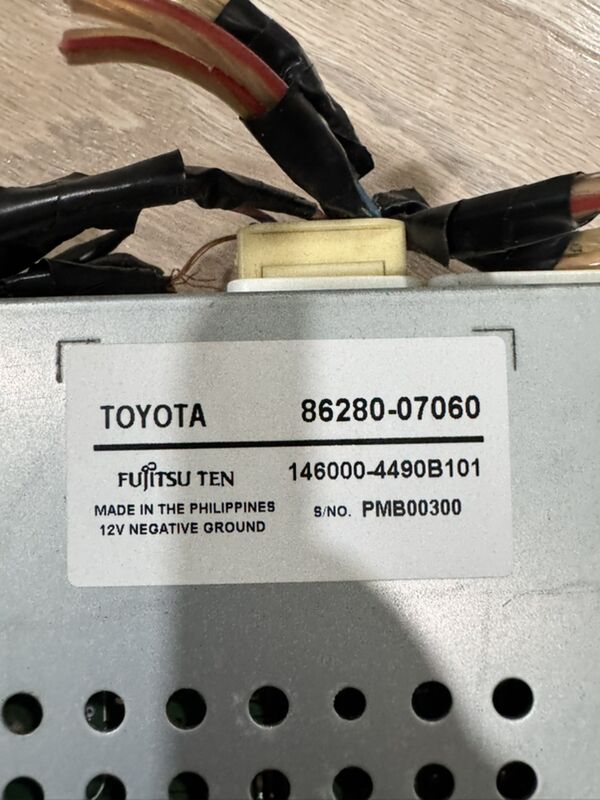 TOYOTA 86280-07060
FUJITSU TEN 146000-4490B101
MADE IN THE PHILIPPINES S/NO. PMB00300
12V NEGATIVE GROUND